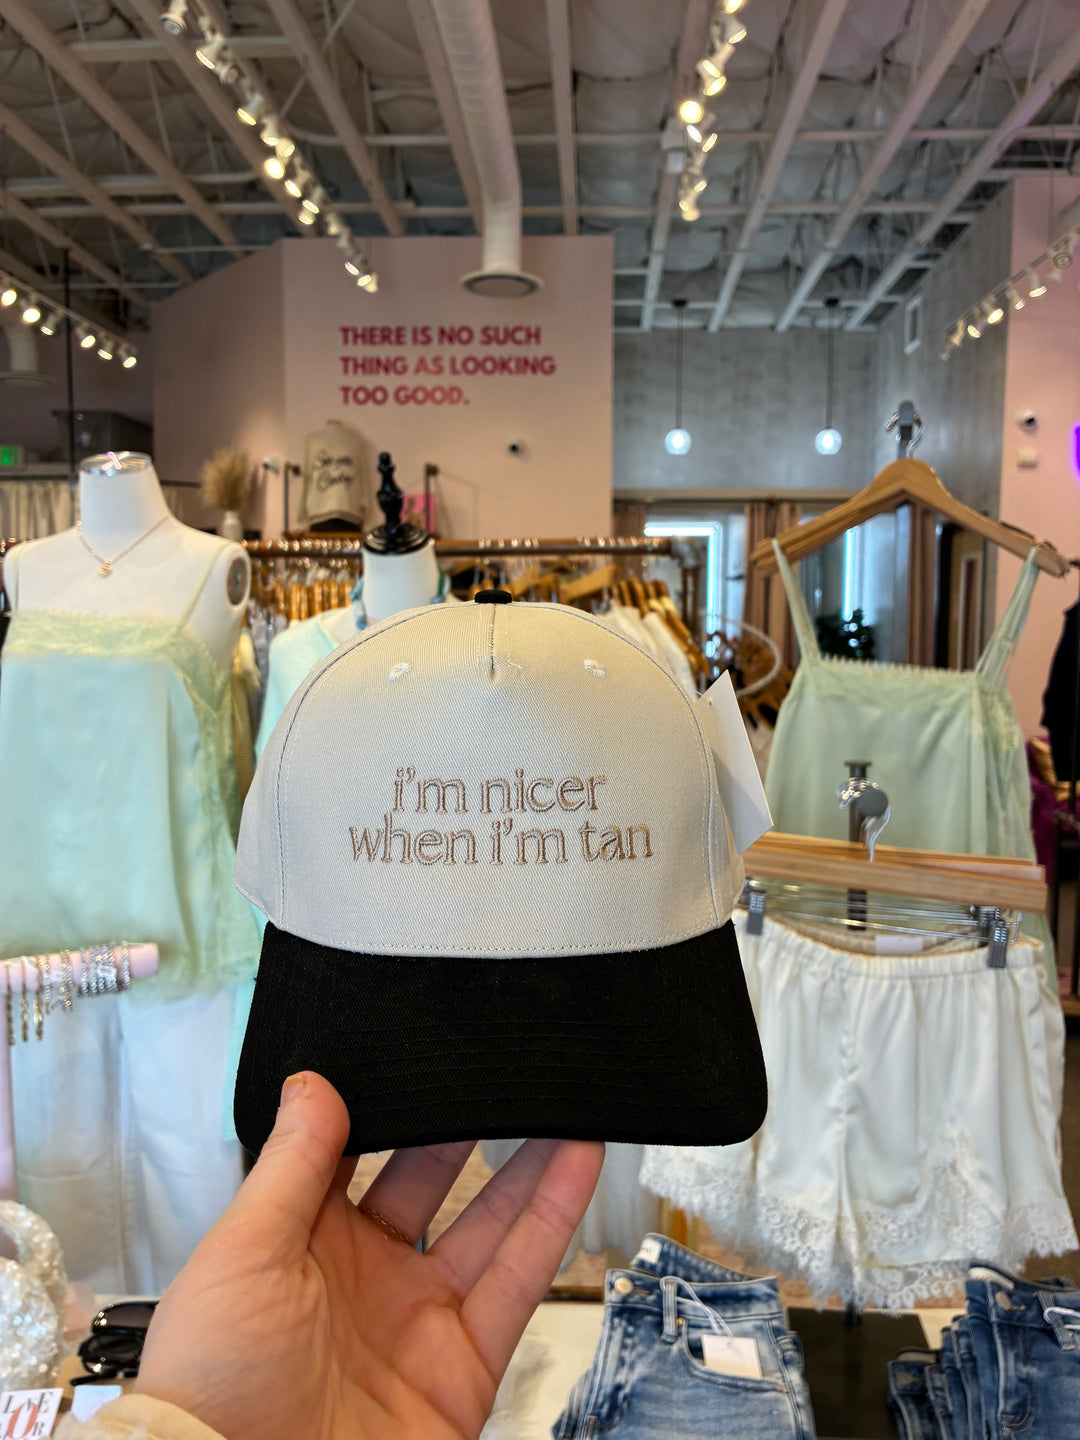 THERE IS NO SUCH
THING AS LOOKING
TOO GOOD.
i'm nicer
when i'm tan